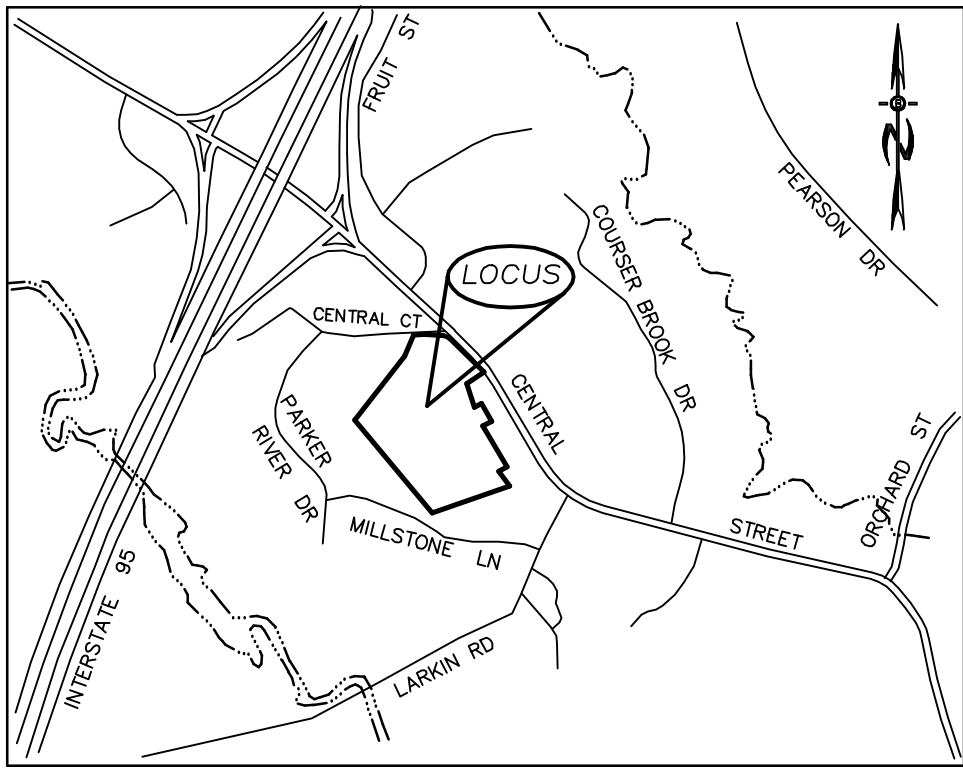 FRUIT ST
PEARSON DR
COURSER BROOK DR
LOCUS
CENTRAL CT
CENTRAL
PARKER
RIVER DR
ORCHARD ST
MILLSTONE LN
STREET
INTERSTATE 95
LARKIN RD
B
N